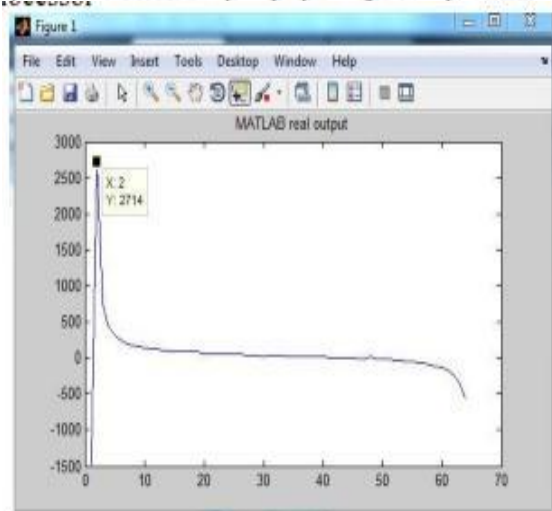 Figure 1
File Edit View Insert Tools Desktop Window Help
MATLAB real output
3000
2500
2000
1500
1000
500
0
-500
-1000
-1500
X: 2
Y: 2714
0 10 20 30 40 50 60 70